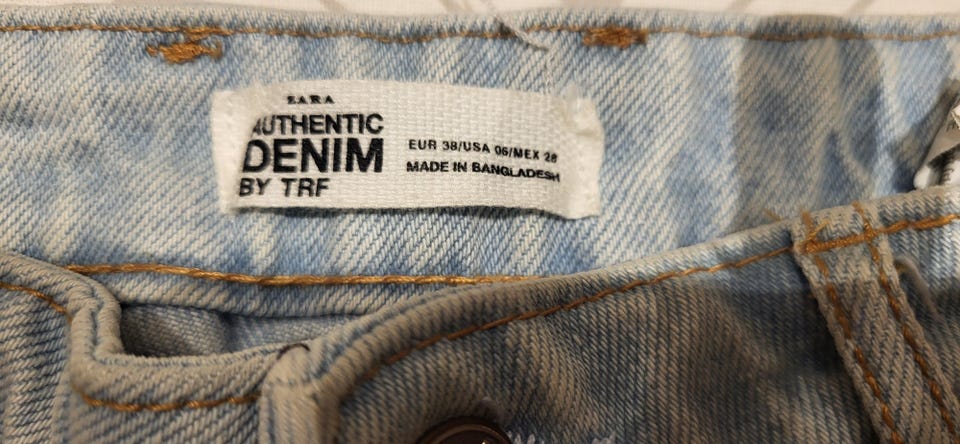 ZARA
AUTHENTIC
DENIM
BY TRF
EUR 38/USA 06/MEX 28
MADE IN BANGLADESH